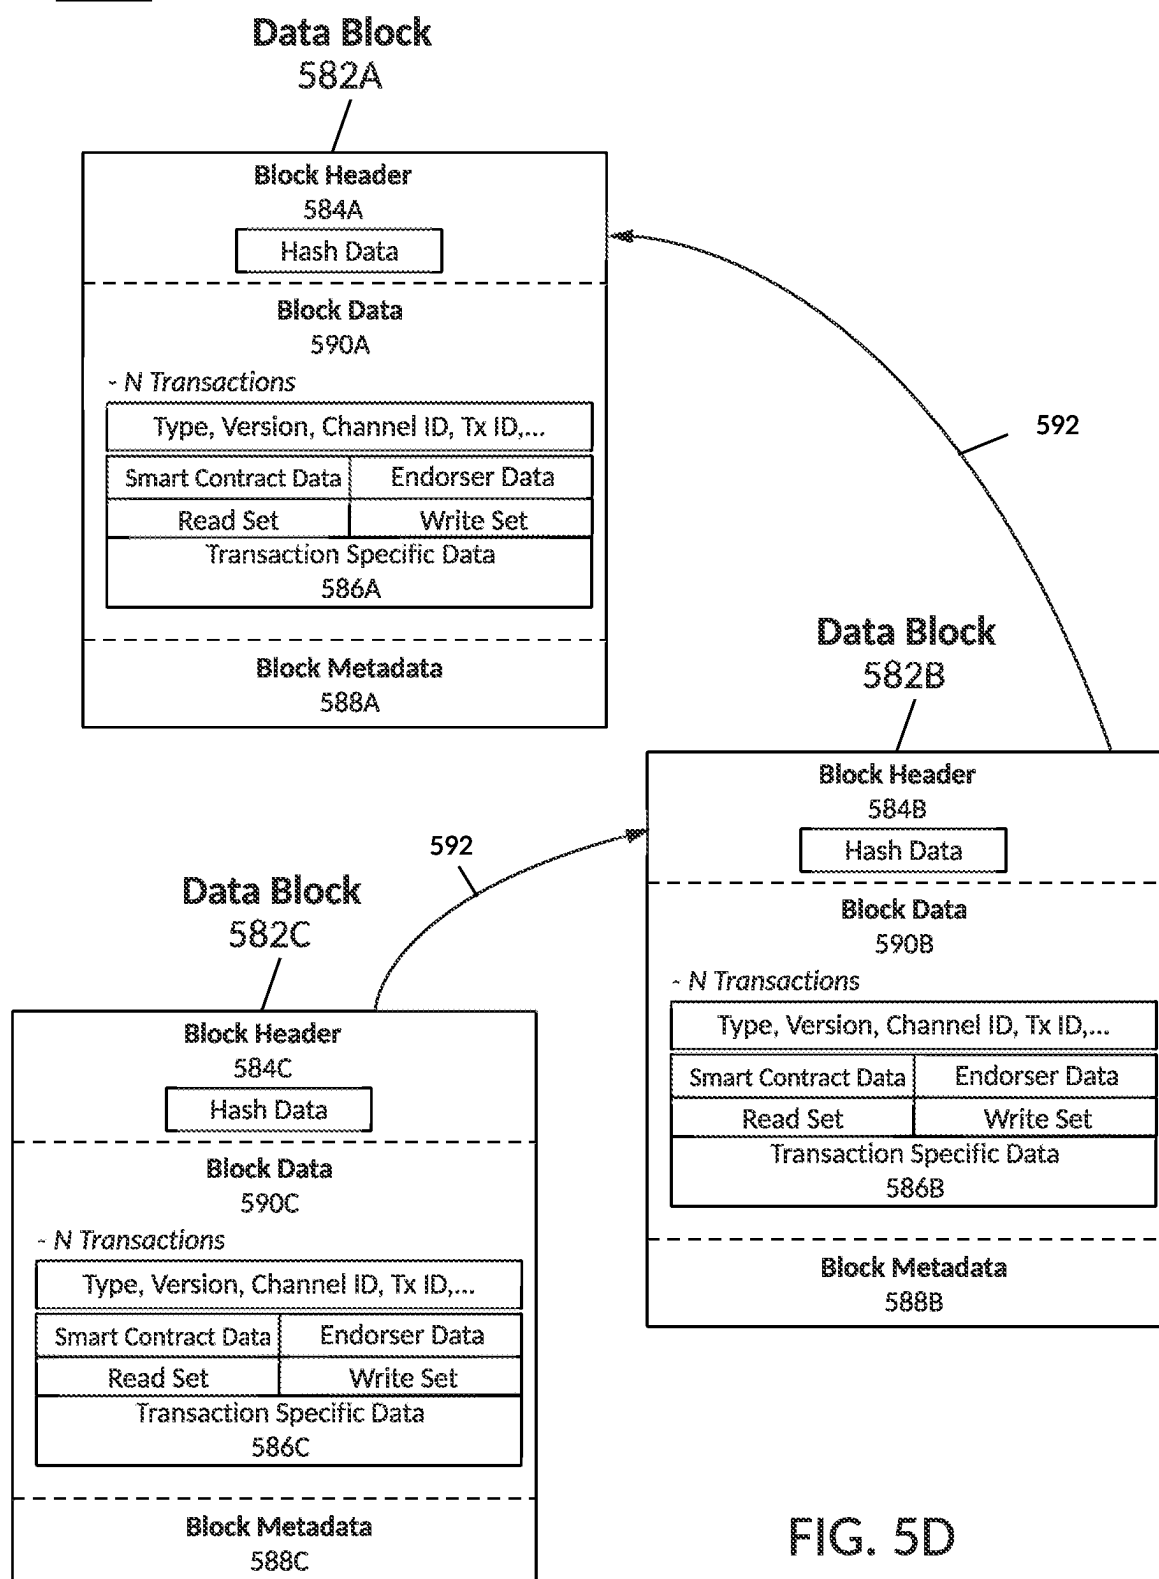 Data Block
582A
Block Header
584A
Hash Data
Block Data
590A
- N Transactions
Type, Version, Channel ID, Tx ID,...
Smart Contract Data Endorser Data
Read Set Write Set
Transaction Specific Data
586A
Block Metadata
588A
592
Data Block
582B
Block Header
584B
Hash Data
Block Data
590B
- N Transactions
Type, Version, Channel ID, Tx ID,...
Smart Contract Data Endorser Data
Read Set Write Set
Transaction Specific Data
586B
Block Metadata
588B
592
Data Block
582C
Block Header
584C
Hash Data
Block Data
590C
- N Transactions
Type, Version, Channel ID, Tx ID,...
Smart Contract Data Endorser Data
Read Set Write Set
Transaction Specific Data
586C
Block Metadata
588C
FIG. 5D